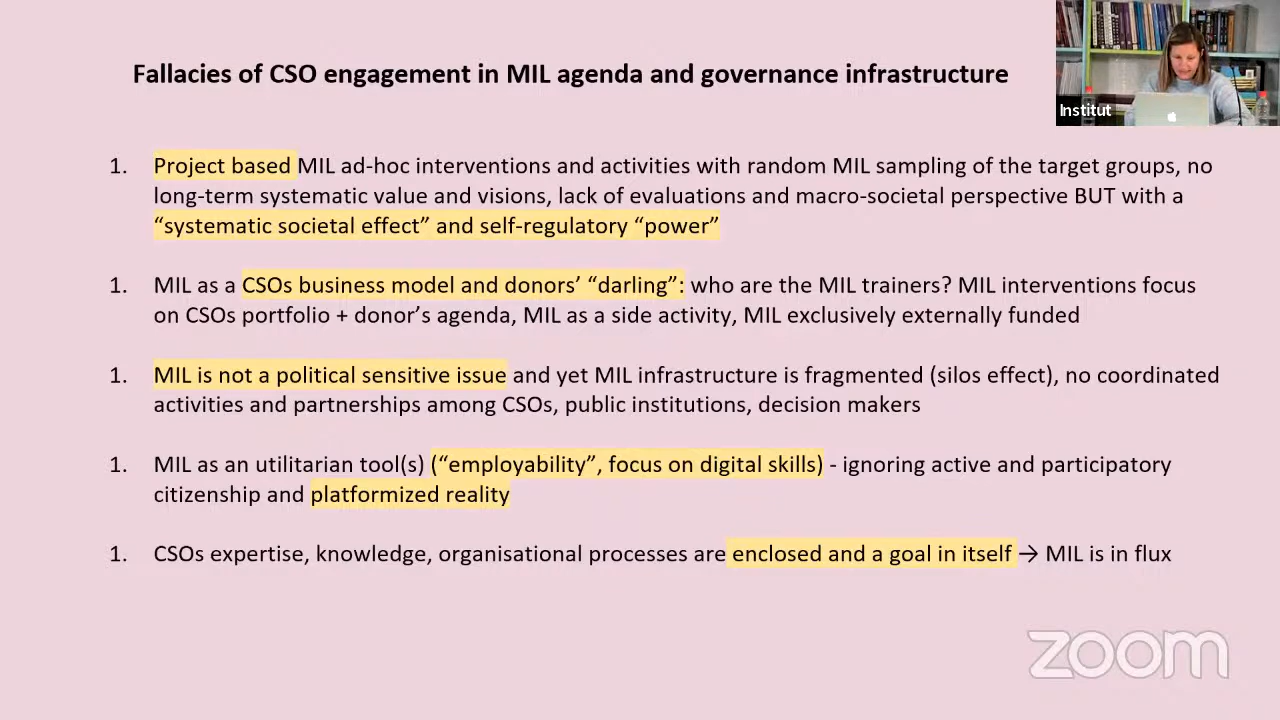 Fallacies of CSO engagement in MIL agenda and governance infrastructure
Institut
1. Project based MIL ad-hoc interventions and activities with random MIL sampling of the target groups, no
long-term systematic value and visions, lack of evaluations and macro-societal perspective BUT with a
“systematic societal effect” and self-regulatory “power”
1. MIL as a CSOs business model and donors’ “darling”: who are the MIL trainers? MIL interventions focus
on CSOs portfolio + donor’s agenda, MIL as a side activity, MIL exclusively externally funded
1. MIL is not a political sensitive issue and yet MIL infrastructure is fragmented (silos effect), no coordinated
activities and partnerships among CSOs, public institutions, decision makers
1. MIL as an utilitarian tool(s) (“employability”, focus on digital skills) - ignoring active and participatory
citizenship and platformized reality
1. CSOs expertise, knowledge, organisational processes are enclosed and a goal in itself → MIL is in flux
zoom